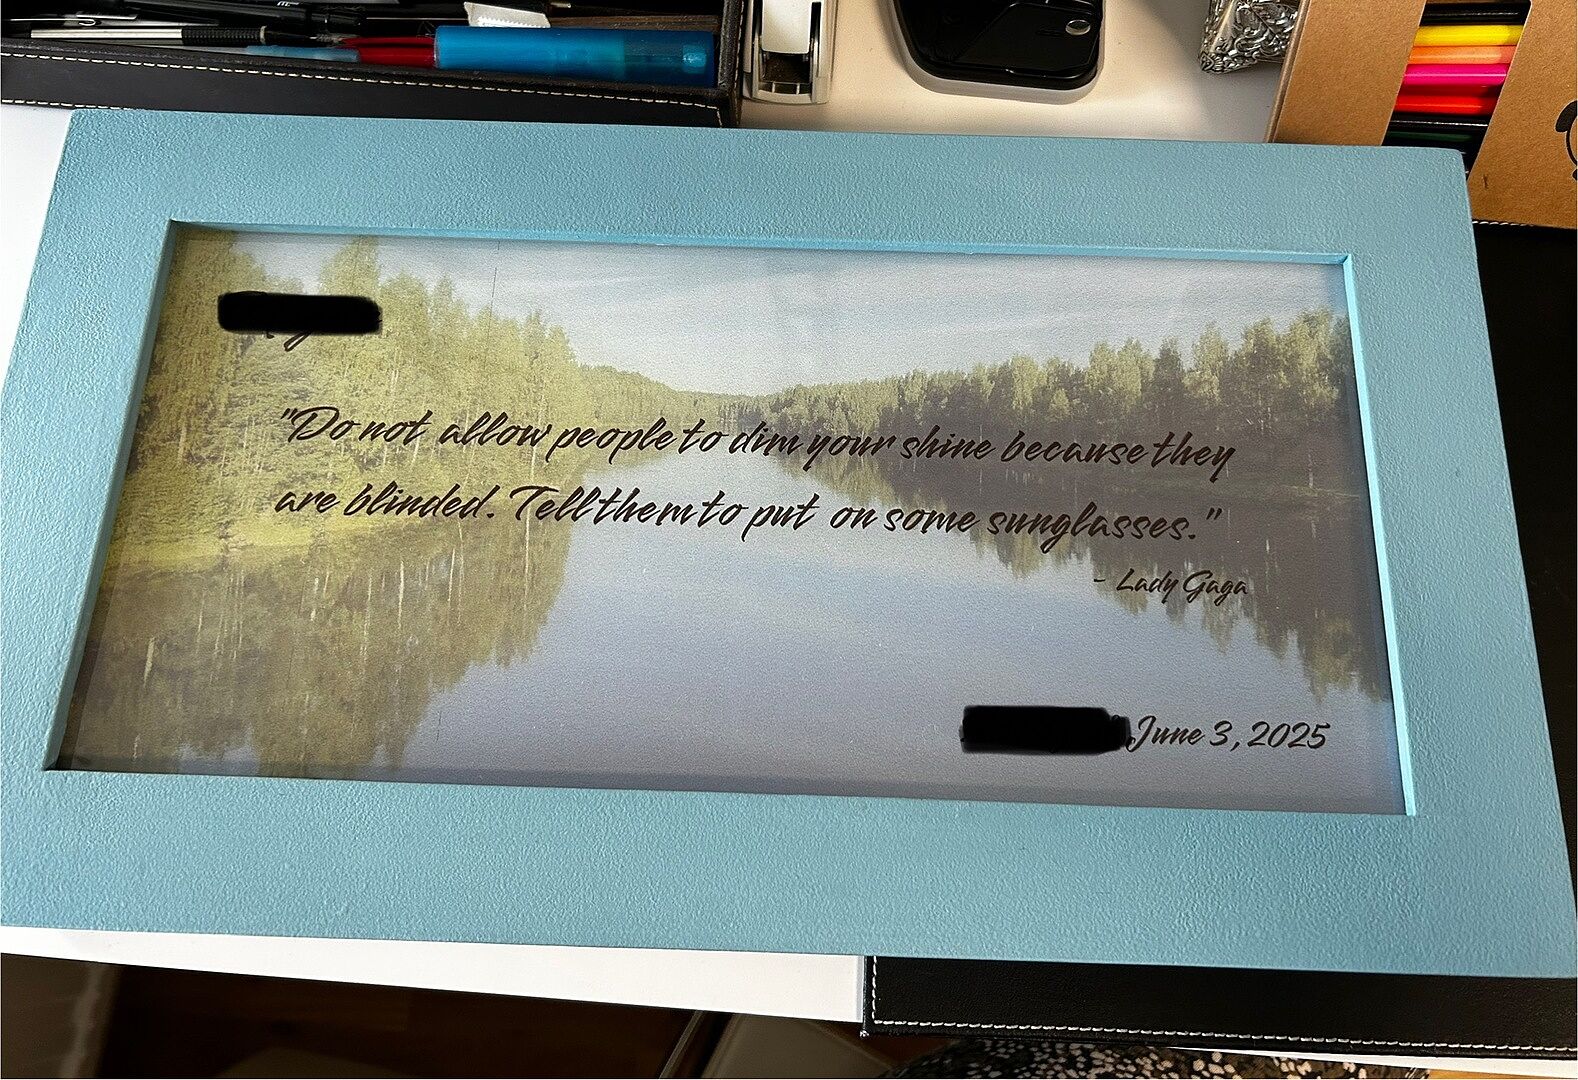 "Do not allow people to dim your shine because they
are blinded. Tell them to put on some sunglasses."
- Lady Gaga
June 3, 2025